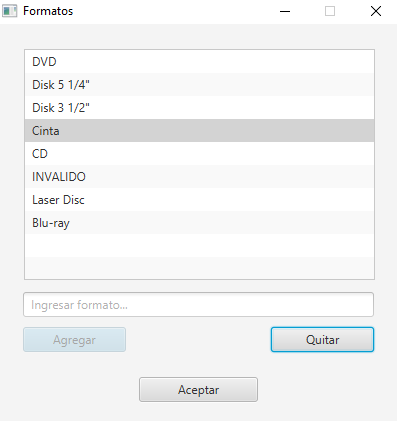 Formatos
DVD
Disk 5 1/4"
Disk 3 1/2"
Cinta
CD
INVALIDO
Laser Disc
Blu-ray
Ingresar formato...
Agregar
Quitar
Aceptar